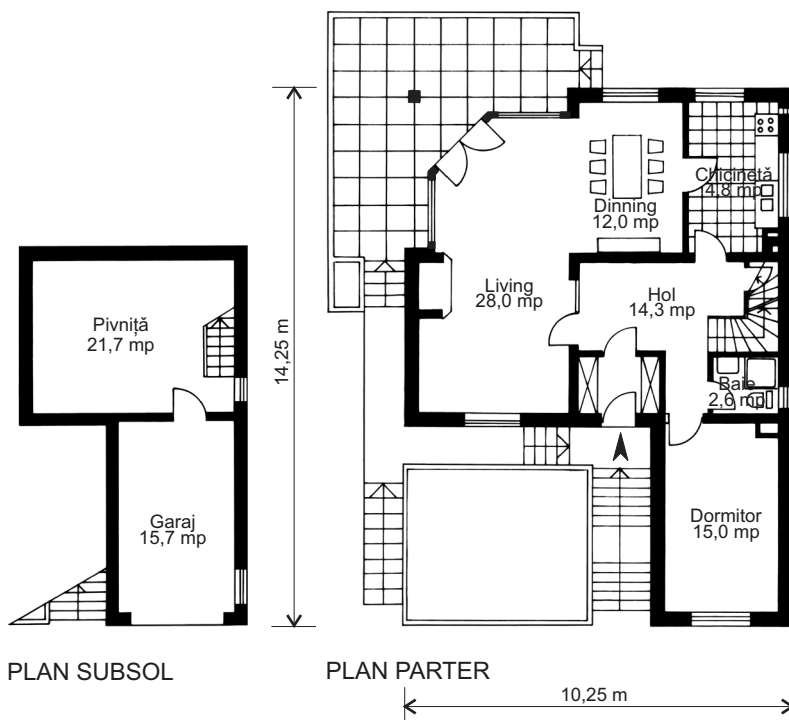 Chicinetă
4,8 mp
Dinning
12,0 mp
Living
28,0 mp
Hol
14,3 mp
Pivniță
21,7 mp
14,25 m
Baie
2,6 mp
Garaj
15,7 mp
Dormitor
15,0 mp
PLAN SUBSOL
PLAN PARTER
10,25 m